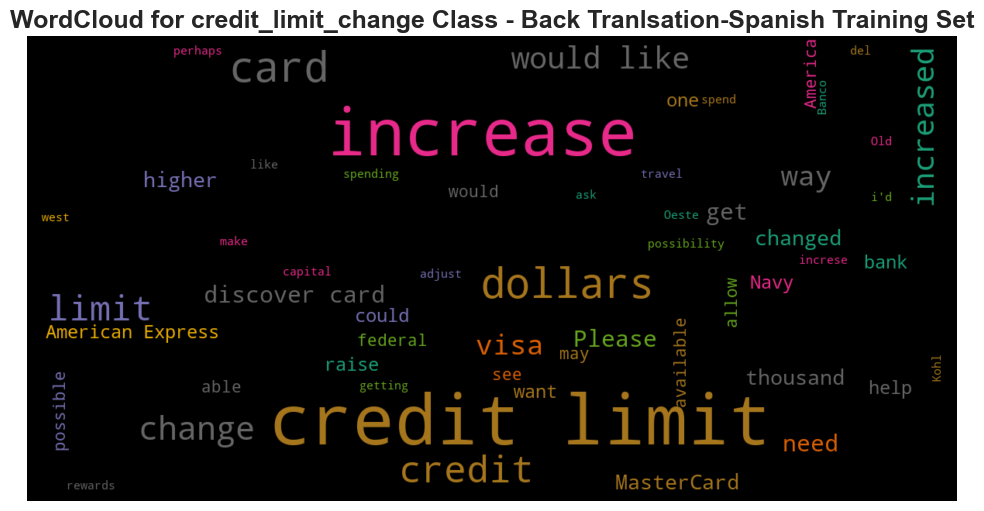 WordCloud for credit_limit_change Class - Back Tranlsation-Spanish Training Set
perhaps
card
would like
America
del
increased
one
spend
Banco
increase
Old
like
higher
spending
would
ask
travel
way
i'd
west
Oeste
get
make
possibility
changed
increse
bank
capital
adjust
Navy
discover card
dollars
allow
limit
American Express
could
federal
visa
Please
may
available
raise
see
Kohl
able
getting
want
thousand
help
possible
change
credit limit
need
credit
MasterCard
rewards